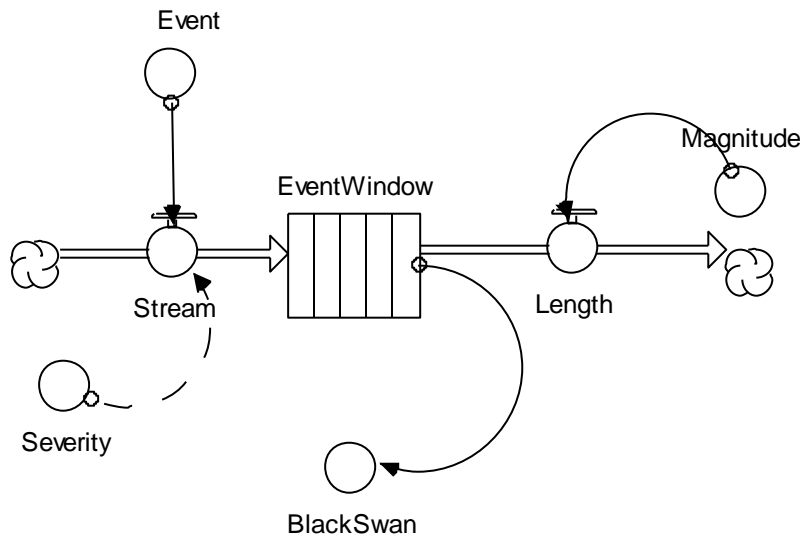 Event
Magnitude
EventWindow
Stream
Length
Severity
BlackSwan